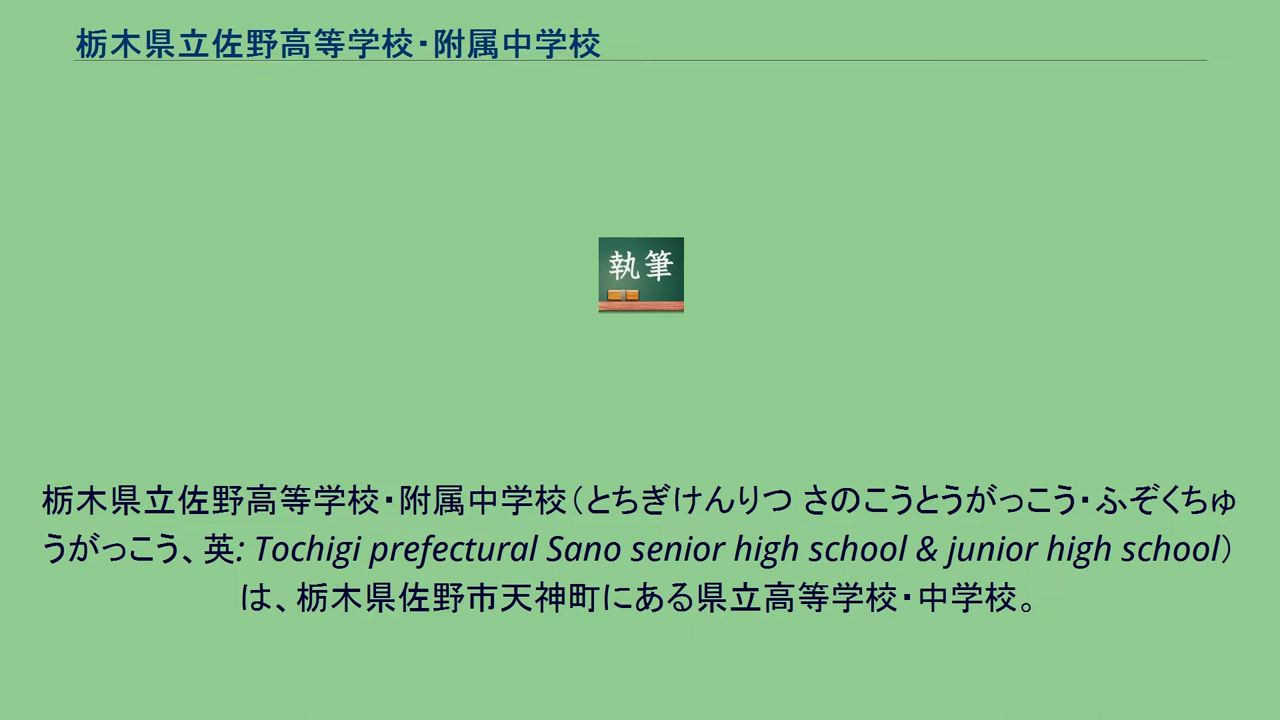 栃木県立佐野高等学校・附属中学校
執筆
栃木県立佐野高等学校・附属中学校（とちぎけんりつ さのこうとうがっこう・ふぞくちゅ
うがっこう、英: Tochigi prefectural Sano senior high school & junior high school）
は、栃木県佐野市天神町にある県立高等学校・中学校。